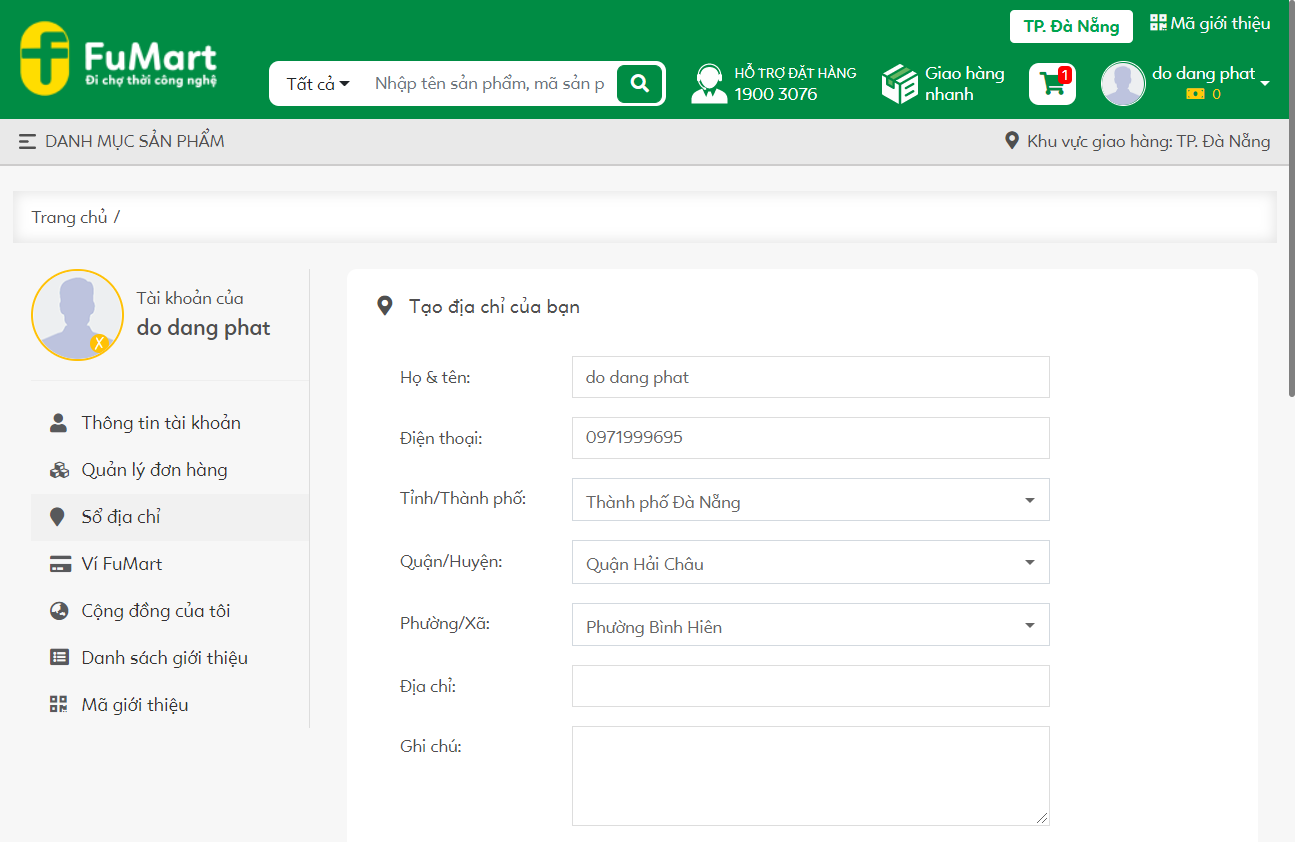 TP. Đà Nẵng
Mã giới thiệu
FuMart
Đi chợ thời công nghệ
Tất cả
Nhập tên sản phẩm, mã sản p
HỖ TRỢ ĐẶT HÀNG
1900 3076
Giao hàng
nhanh
1
do dang phat
0
DANH MỤC SẢN PHẨM
Khu vực giao hàng: TP. Đà Nẵng
Trang chủ /
Tài khoản của
do dang phat
X
Thông tin tài khoản
Quản lý đơn hàng
Sổ địa chỉ
Ví FuMart
Cộng đồng của tôi
Danh sách giới thiệu
Mã giới thiệu
Tạo địa chỉ của bạn
Họ & tên:
do dang phat
Điện thoại:
0971999695
Tỉnh/Thành phố:
Thành phố Đà Nẵng
Quận/Huyện:
Quận Hải Châu
Phường/Xã:
Phường Bình Hiên
Địa chỉ:
Ghi chú: